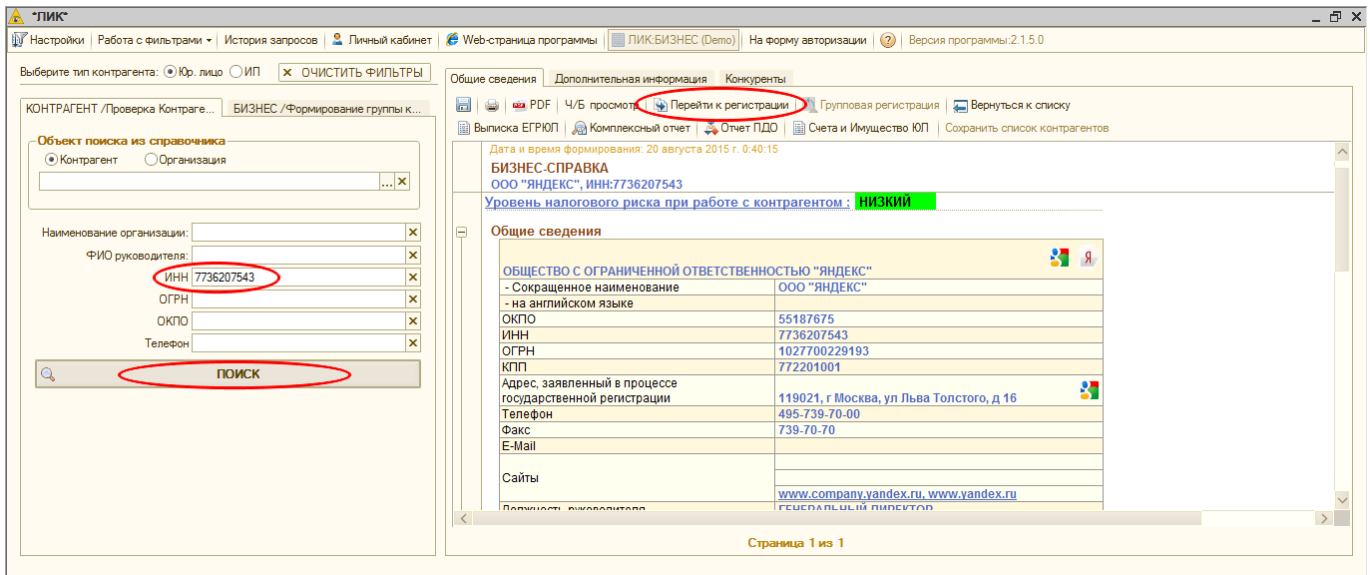 *ПИК*
Настройки Работа с фильтрами История запросов Личный кабинет Web-страница программы ПИК:БИЗНЕС (Demo) На форму авторизации Версия программы:2.1.5.0
Выберите тип контрагента: Юр. лицо ИП ОЧИСТИТЬ ФИЛЬТРЫ
КОНТРАГЕНТ /Проверка Контраге... БИЗНЕС /Формирование группы к...
Объект поиска из справочника
Контрагент Организация
...
Наименование организации:
ФИО руководителя:
ИНН 7736207543
ОГРН
ОКПО
Телефон
ПОИСК
Общие сведения Дополнительная информация Конкуренты
PDF Ч/Б просмотр Перейти к регистрации Групповая регистрация Вернуться к списку
Выписка ЕГРЮЛ Комплексный отчет Отчет ПДО Счета и Имущество ЮЛ Сохранить список контрагентов
Дата и время формирования: 20 августа 2015 г. 0:40:15
БИЗНЕС-СПРАВКА
ООО "ЯНДЕКС", ИНН:7736207543
Уровень налогового риска при работе с контрагентом : НИЗКИЙ
Общие сведения
Я
ОБЩЕСТВО С ОГРАНИЧЕННОЙ ОТВЕТСТВЕННОСТЬЮ "ЯНДЕКС"
- Сокращенное наименование ООО "ЯНДЕКС"
- на английском языке
ОКПО 55187675
ИНН 7736207543
ОГРН 1027700229193
КПП 772201001
Адрес, заявленный в процессе
государственной регистрации 119021, г Москва, ул Льва Толстого, д 16
Телефон 495-739-70-00
Факс 739-70-70
E-Mail
Сайты
www.company.yandex.ru, www.yandex.ru
Должность руководителя ГЕНЕРАЛЬНЫЙ ДИРЕКТОР
Страница 1 из 1